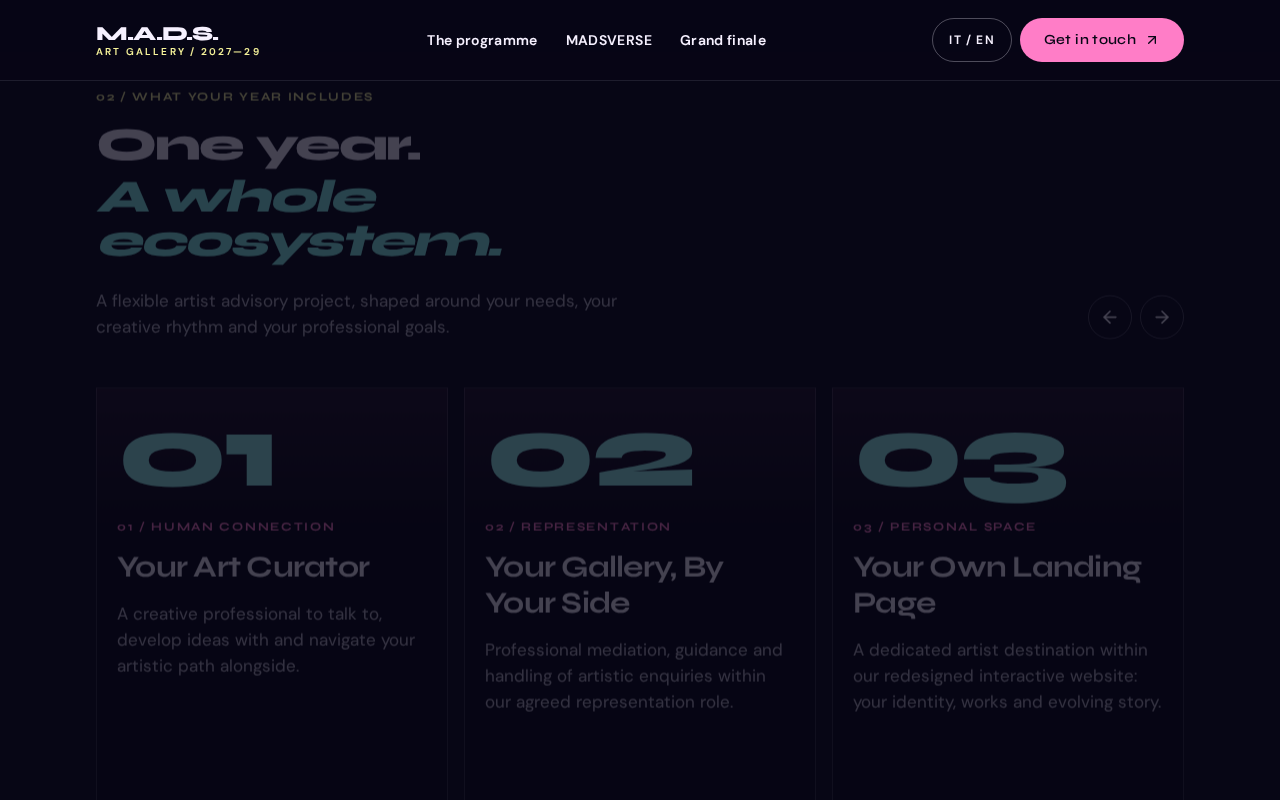 M.A.D.S.
ART GALLERY / 2027—29
The programme
MADSVERSE
Grand finale
IT / EN
Get in touch
02 / WHAT YOUR YEAR INCLUDES
One year.
A whole
ecosystem.
A flexible artist advisory project, shaped around your needs, your
creative rhythm and your professional goals.
01
01 / HUMAN CONNECTION
Your Art Curator
A creative professional to talk to,
develop ideas with and navigate your
artistic path alongside.
02
02 / REPRESENTATION
Your Gallery, By
Your Side
Professional mediation, guidance and
handling of artistic enquiries within
our agreed representation role.
03
03 / PERSONAL SPACE
Your Own Landing
Page
A dedicated artist destination within
our redesigned interactive website:
your identity, works and evolving story.